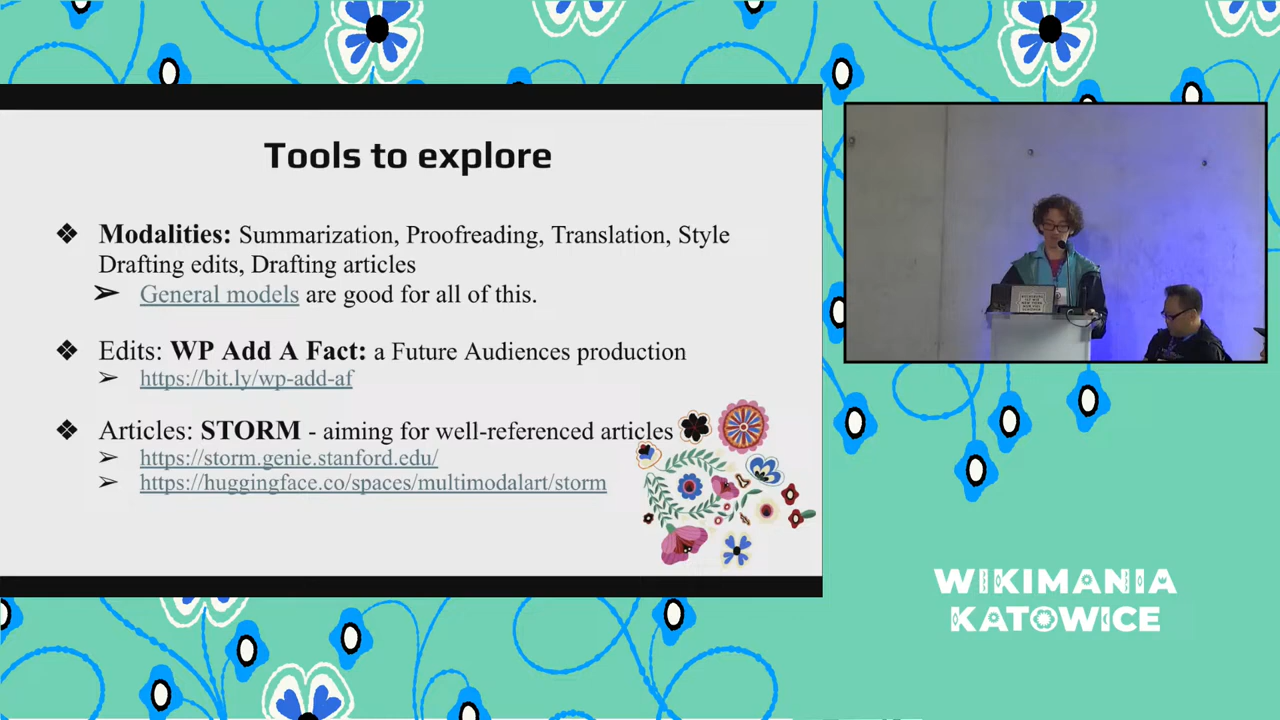 Tools to explore
❖ Modalities: Summarization, Proofreading, Translation, Style
Drafting edits, Drafting articles
➢ General models are good for all of this.
❖ Edits: WP Add A Fact: a Future Audiences production
➢ https://bit.ly/wp-add-af
❖ Articles: STORM - aiming for well-referenced articles
➢ https://storm.genie.stanford.edu/
➢ https://huggingface.co/spaces/multimodalart/storm
WIKIMANIA
KATOWICE